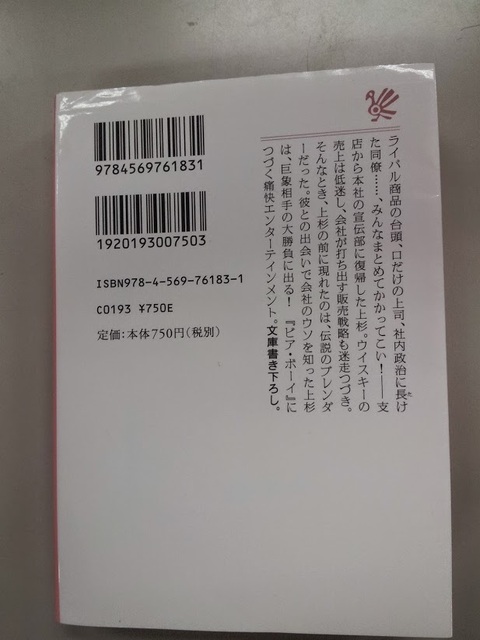 9784569761831
1920193007503
ISBN978-4-569-76183-1
C0193 ¥750E
定価:本体750円(税別)
ライバル商品の台頭、口だけの上司、社内政治に長け
た
た同僚……、みんなまとめてかかってこい!――支
店から本社の宣伝部に復帰した上杉。ウイスキーの
売上は低迷し、会社が打ち出す販売戦略も迷走つづき。
そんなとき、上杉の前に現れたのは、伝説のブレンダ
ーだった。彼との出会いで会社のウソを知った上杉
は、巨象相手の大勝負に出る! 『ビア・ボーイ』に
つづく痛快エンターテインメント。文庫書き下ろし。